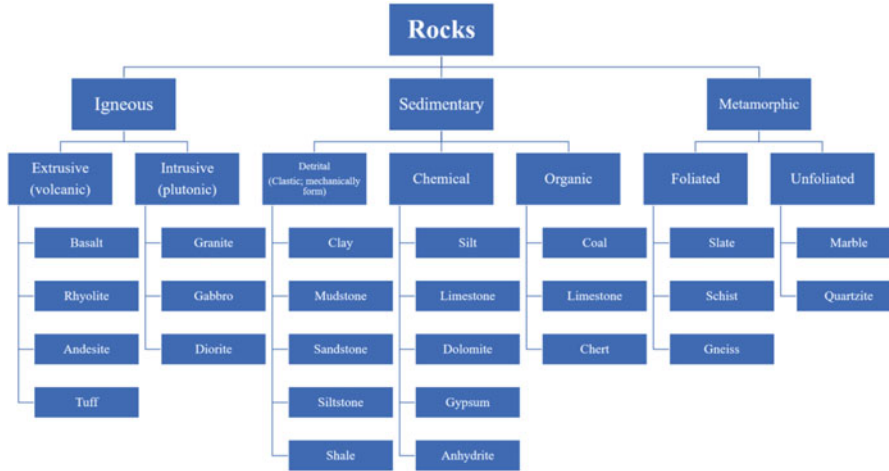 Rocks
Igneous
Sedimentary
Metamorphic
Extrusive
(volcanic)
Intrusive
(plutonic)
Detrital
(Clastic; mechanically
form)
Chemical
Organic
Foliated
Unfoliated
Basalt
Granite
Clay
Silt
Coal
Slate
Marble
Rhyolite
Gabbro
Mudstone
Limestone
Limestone
Schist
Quartzite
Andesite
Diorite
Sandstone
Dolomite
Chert
Gneiss
Tuff
Siltstone
Gypsum
Shale
Anhydrite